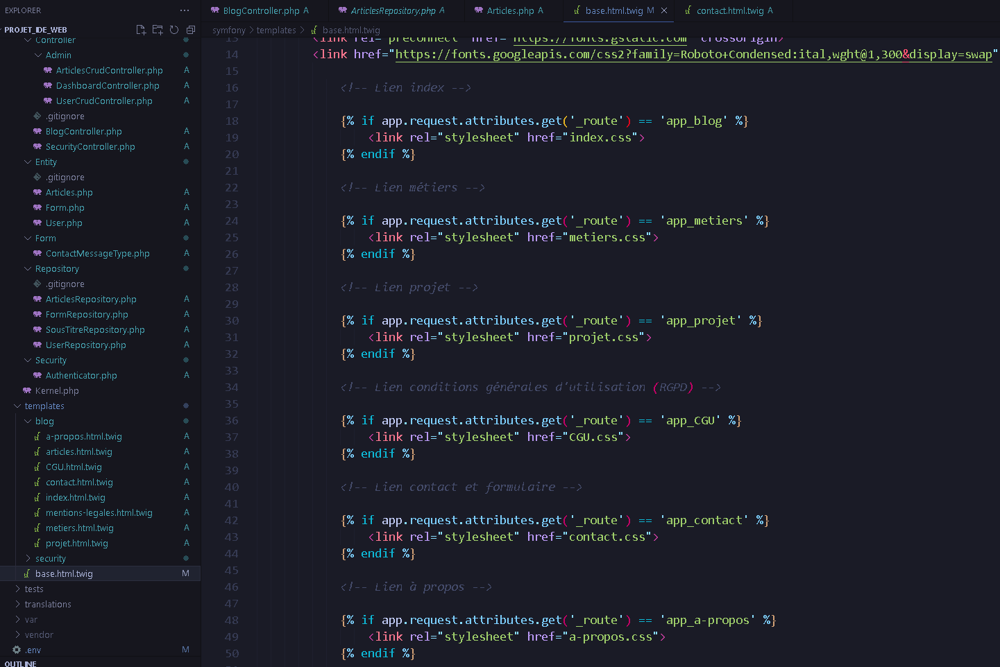 EXPLORER
PROJET_IDE_WEB
Controller
Admin
ArticlesCrudController.php A
DashboardController.php A
UserCrudController.php A
.gitignore
BlogController.php A
SecurityController.php A
Entity
.gitignore
Articles.php A
Form.php A
User.php A
Form
ContactMessageType.php A
Repository
.gitignore
ArticlesRepository.php A
FormRepository.php A
SousTitreRepository.php A
UserRepository.php A
Security
Authenticator.php A
Kernel.php
templates
blog
a-propos.html.twig A
articles.html.twig A
CGU.html.twig A
contact.html.twig A
index.html.twig A
mentions-legales.html.twig A
metiers.html.twig A
projet.html.twig A
security
base.html.twig M
tests
translations
var
vendor
.env M
OUTLINE
BlogController.php A ArticlesRepository.php A Articles.php A base.html.twig M contact.html.twig A
symfony > templates > base.html.twig
13 <link rel="preconnect" href="https://fonts.gstatic.com" crossorigin>
14 <link href="https://fonts.googleapis.com/css2?family=Roboto+Condensed:ital,wght@1,300&display=swap"
15
16 <!-- Lien index -->
17
18 {% if app.request.attributes.get('_route') == 'app_blog' %}
19 <link rel="stylesheet" href="index.css">
20 {% endif %}
21
22 <!-- Lien métiers -->
23
24 {% if app.request.attributes.get('_route') == 'app_metiers' %}
25 <link rel="stylesheet" href="metiers.css">
26 {% endif %}
27
28 <!-- Lien projet -->
29
30 {% if app.request.attributes.get('_route') == 'app_projet' %}
31 <link rel="stylesheet" href="projet.css">
32 {% endif %}
33
34 <!-- Lien conditions générales d'utilisation (RGPD) -->
35
36 {% if app.request.attributes.get('_route') == 'app_CGU' %}
37 <link rel="stylesheet" href="CGU.css">
38 {% endif %}
39
40 <!-- Lien contact et formulaire -->
41
42 {% if app.request.attributes.get('_route') == 'app_contact' %}
43 <link rel="stylesheet" href="contact.css">
44 {% endif %}
45
46 <!-- Lien à propos -->
47
48 {% if app.request.attributes.get('_route') == 'app_a-propos' %}
49 <link rel="stylesheet" href="a-propos.css">
50 {% endif %}